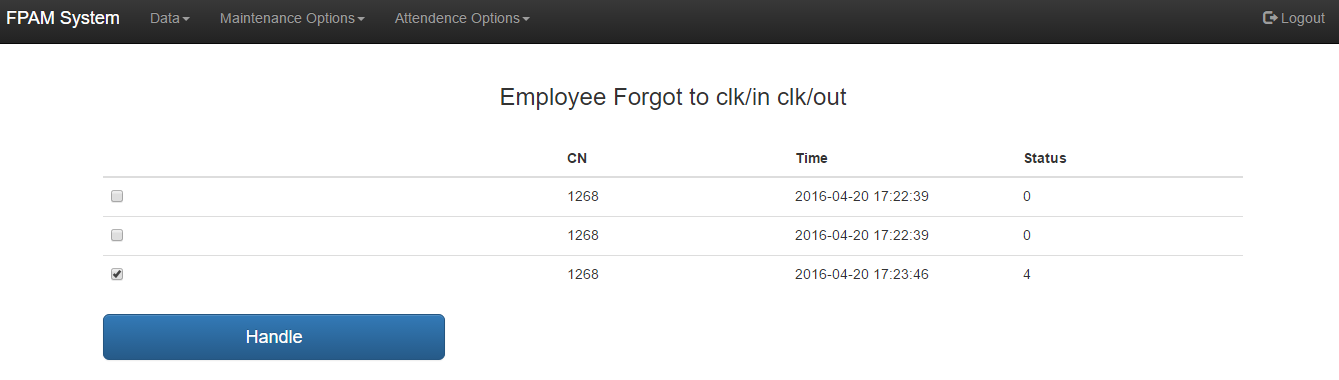 FPAM System Data Maintenance Options Attendence Options Logout
Employee Forgot to clk/in clk/out
CN Time Status
1268 2016-04-20 17:22:39 0
1268 2016-04-20 17:22:39 0
1268 2016-04-20 17:23:46 4
Handle